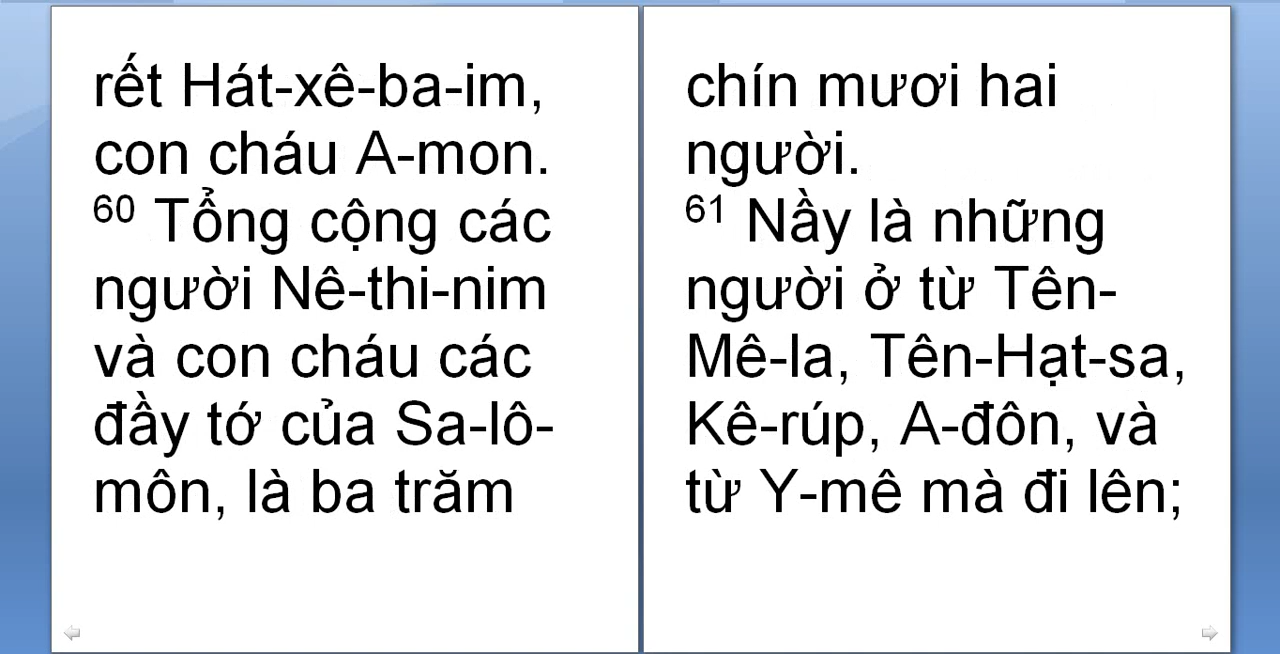 rết Hát-xê-ba-im,
con cháu A-mon.
60 Tổng cộng các
người Nê-thi-nim
và con cháu các
đầy tớ của Sa-lô-
môn, là ba trăm
chín mươi hai
người.
61 Nầy là những
người ở từ Tên-
Mê-la, Tên-Hạt-sa,
Kê-rúp, A-đôn, và
từ Y-mê mà đi lên;